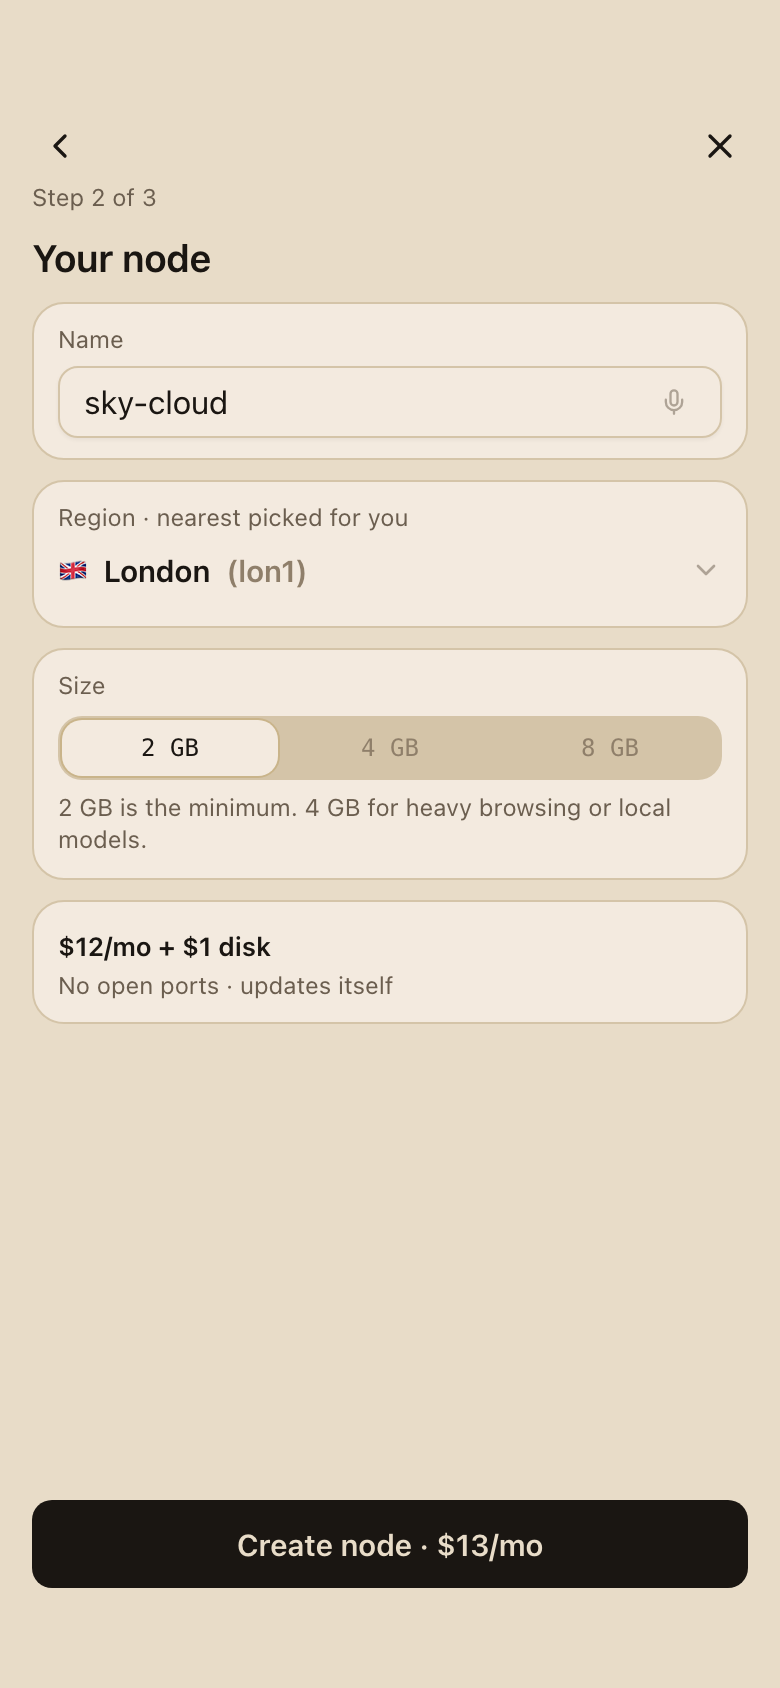 Step 2 of 3
Your node
Name
sky-cloud
Region · nearest picked for you
London (lon1)
Size
2 GB
4 GB
8 GB
2 GB is the minimum. 4 GB for heavy browsing or local
models.
$12/mo + $1 disk
No open ports · updates itself
Create node · $13/mo